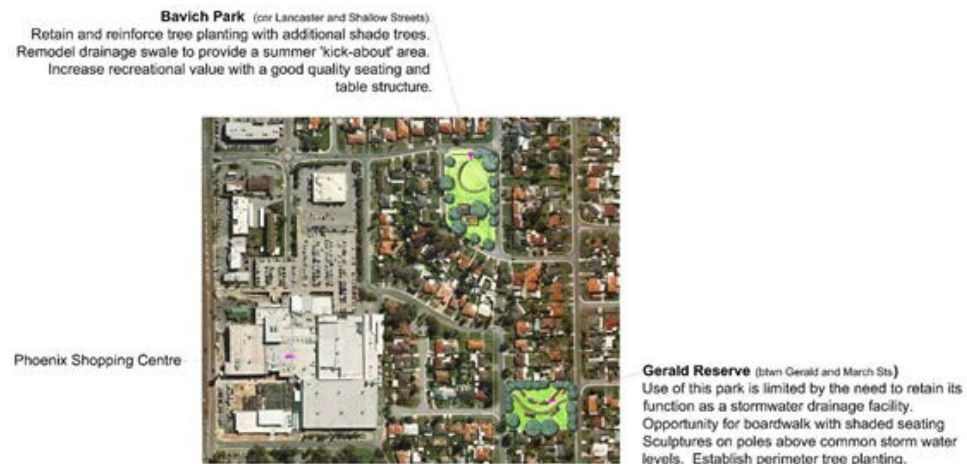 Bavich Park (cnr Lancaster and Shallow Streets).
Retain and reinforce tree planting with additional shade trees.
Remodel drainage swale to provide a summer 'kick-about' area.
Increase recreational value with a good quality seating and
table structure.
Phoenix Shopping Centre
Gerald Reserve (btwn Gerald and March Sts)
Use of this park is limited by the need to retain its
function as a stormwater drainage facility.
Opportunity for boardwalk with shaded seating
Sculptures on poles above common storm water
levels. Establish perimeter tree planting.